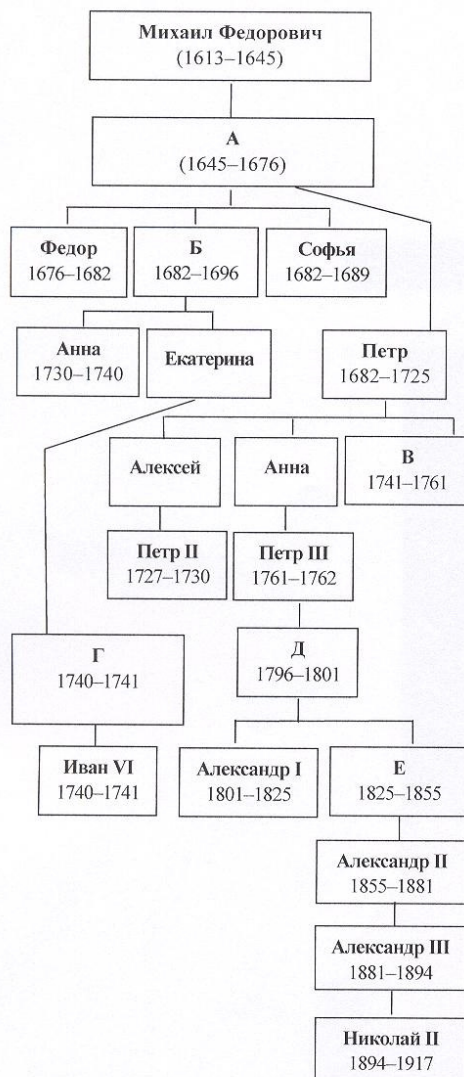 Михаил Федорович
(1613–1645)
А
(1645–1676)
Федор
1676–1682
Б
1682–1696
Софья
1682–1689
Анна
1730–1740
Екатерина
Петр
1682–1725
Алексей
Анна
В
1741–1761
Петр II
1727–1730
Петр III
1761–1762
Г
1740–1741
Д
1796–1801
Иван VI
1740–1741
Александр I
1801–1825
Е
1825–1855
Александр II
1855–1881
Александр III
1881–1894
Николай II
1894–1917